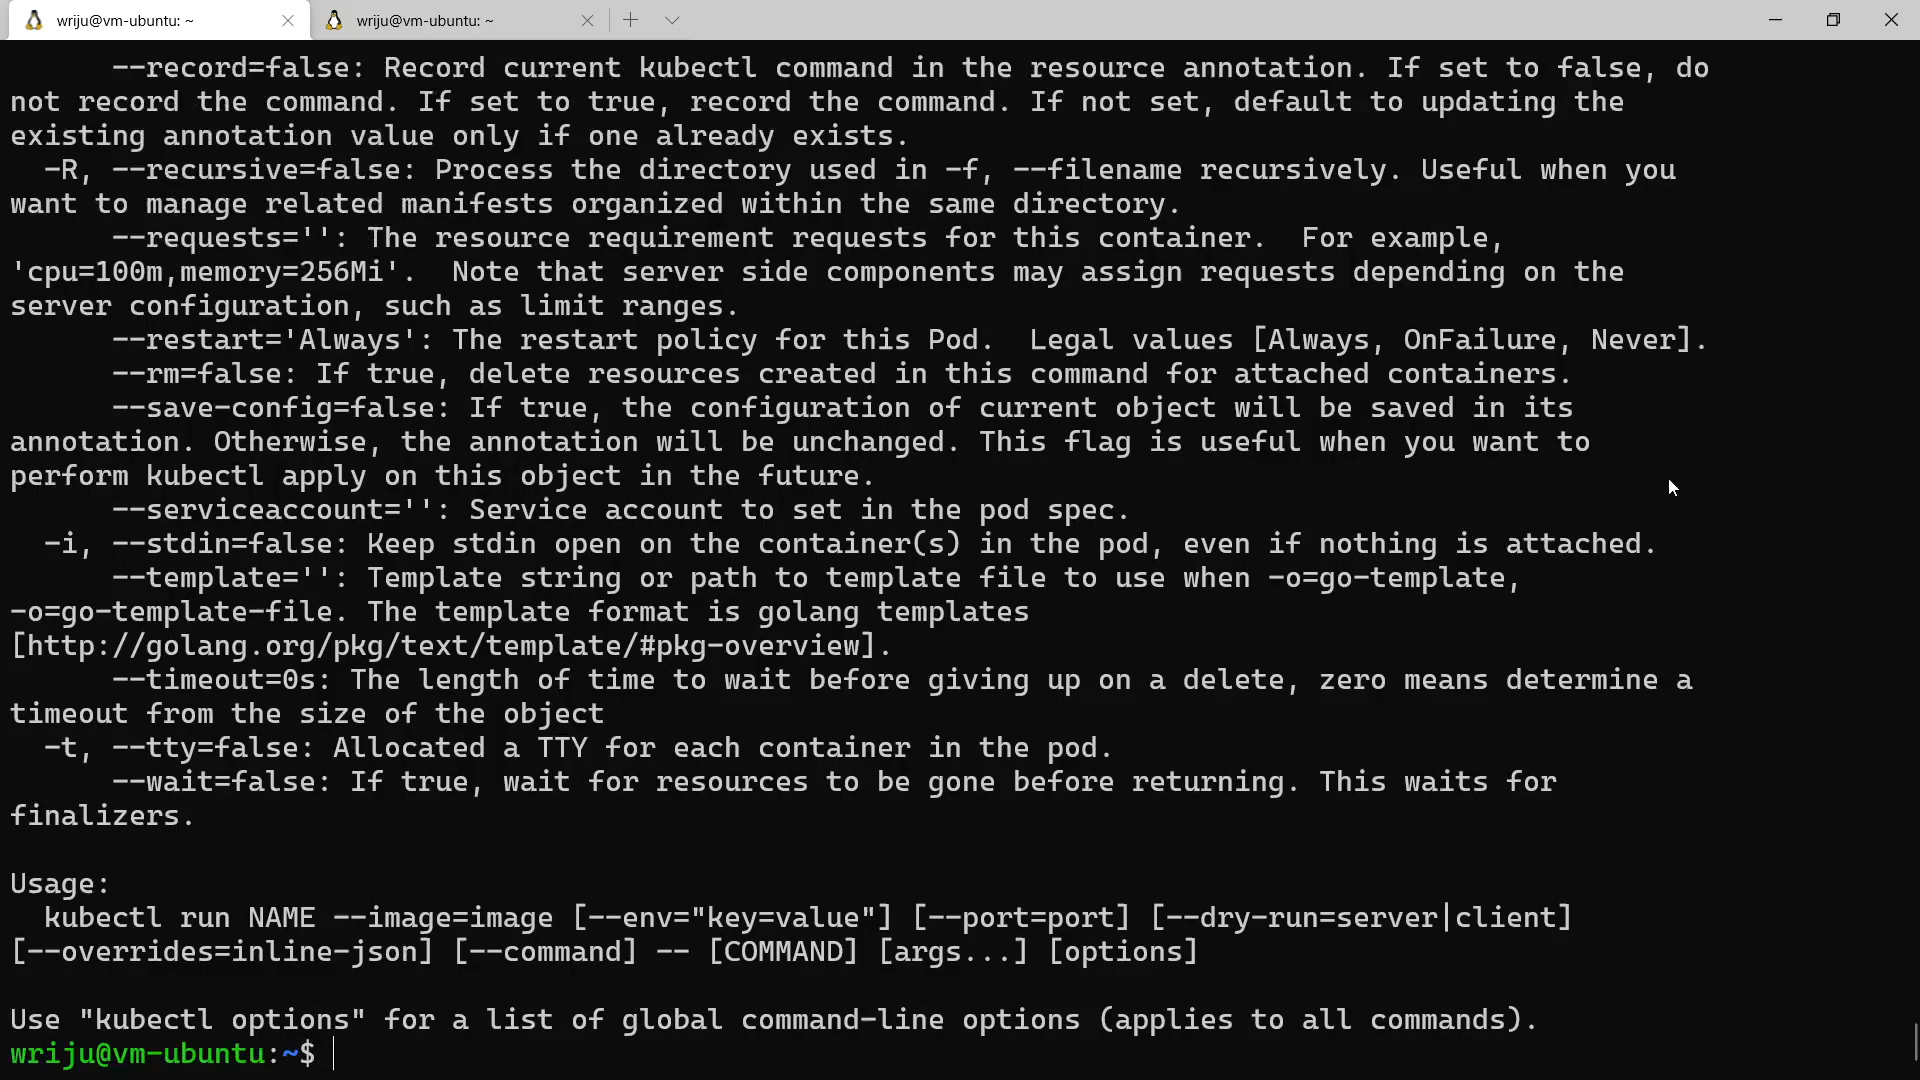 wriju@vm-ubuntu: ~ wriju@vm-ubuntu: ~
      --record=false: Record current kubectl command in the resource annotation. If set to false, do
not record the command. If set to true, record the command. If not set, default to updating the
existing annotation value only if one already exists.
  -R, --recursive=false: Process the directory used in -f, --filename recursively. Useful when you
want to manage related manifests organized within the same directory.
      --requests='': The resource requirement requests for this container.  For example,
'cpu=100m,memory=256Mi'.  Note that server side components may assign requests depending on the
server configuration, such as limit ranges.
      --restart='Always': The restart policy for this Pod.  Legal values [Always, OnFailure, Never].
      --rm=false: If true, delete resources created in this command for attached containers.
      --save-config=false: If true, the configuration of current object will be saved in its
annotation. Otherwise, the annotation will be unchanged. This flag is useful when you want to
perform kubectl apply on this object in the future.
      --serviceaccount='': Service account to set in the pod spec.
  -i, --stdin=false: Keep stdin open on the container(s) in the pod, even if nothing is attached.
      --template='': Template string or path to template file to use when -o=go-template,
-o=go-template-file. The template format is golang templates
[http://golang.org/pkg/text/template/#pkg-overview].
      --timeout=0s: The length of time to wait before giving up on a delete, zero means determine a
timeout from the size of the object
  -t, --tty=false: Allocated a TTY for each container in the pod.
      --wait=false: If true, wait for resources to be gone before returning. This waits for
finalizers.

Usage:
  kubectl run NAME --image=image [--env="key=value"] [--port=port] [--dry-run=server|client]
[--overrides=inline-json] [--command] -- [COMMAND] [args...] [options]

Use "kubectl options" for a list of global command-line options (applies to all commands).
wriju@vm-ubuntu:~$